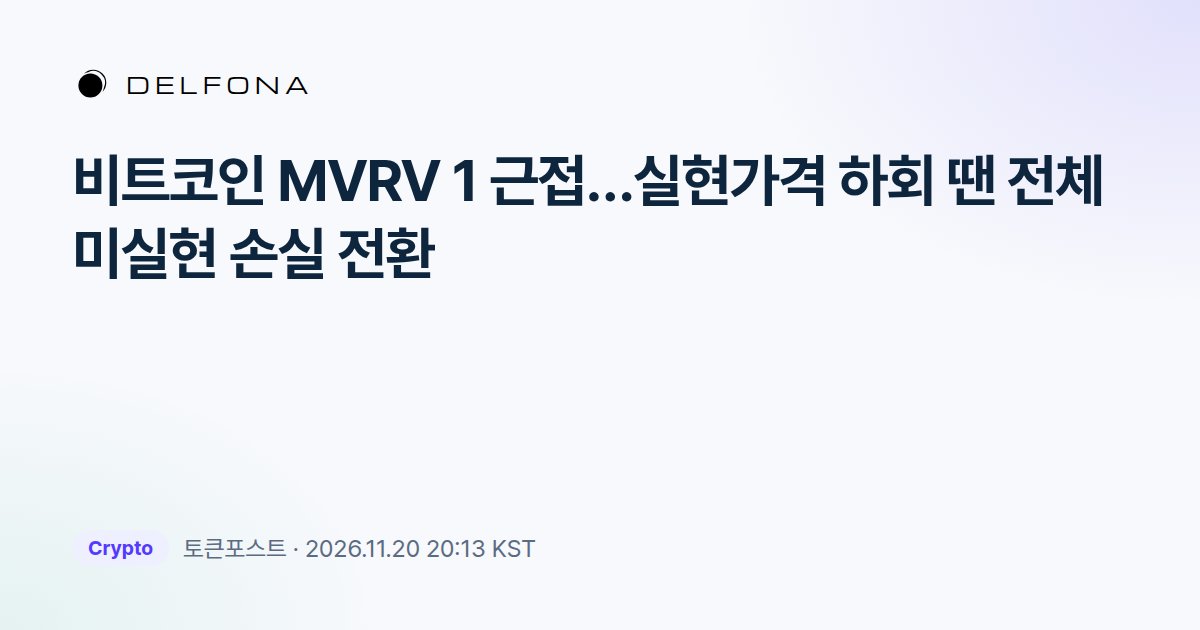 DELFONA
비트코인 MVRV 1 근접...실현가격 하회 땐 전체
미실현 손실 전환
Crypto 토큰포스트 · 2026.11.20 20:13 KST